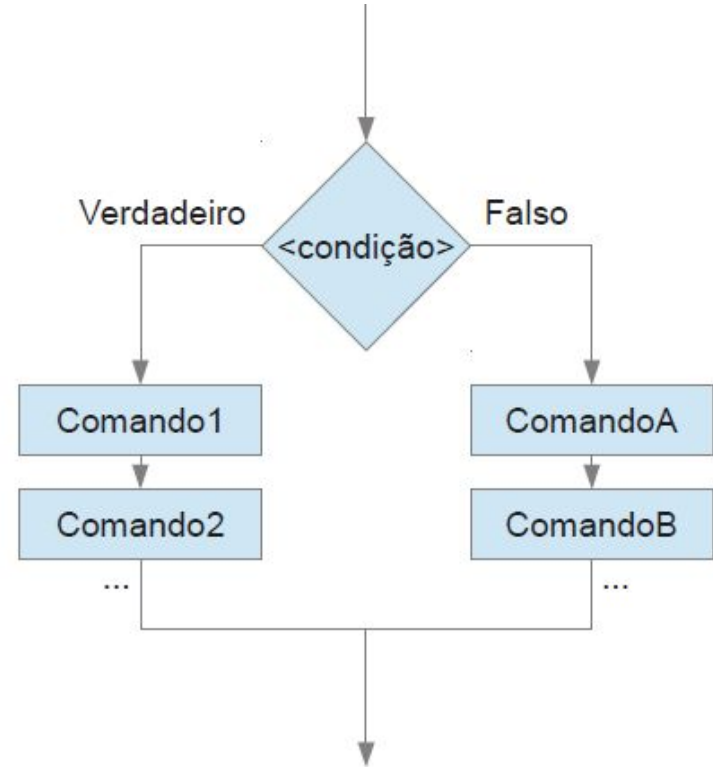 Verdadeiro
Falso
<condição>
Comando1
ComandoA
Comando2
ComandoB
...
...